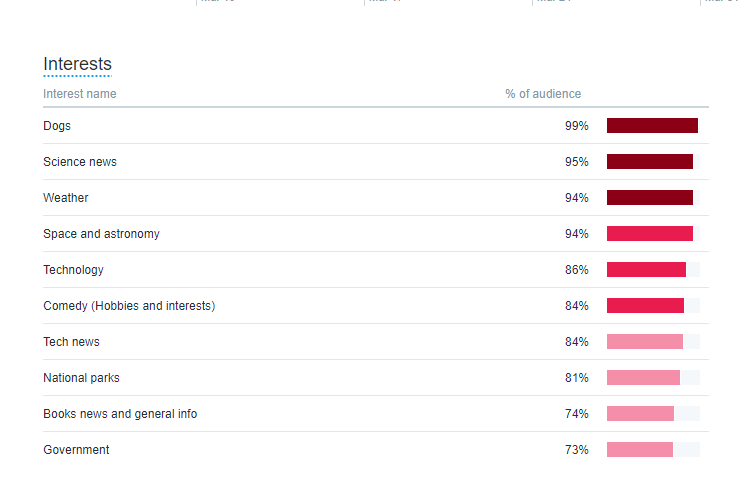 Interests
Interest name % of audience
Dogs 99%
Science news 95%
Weather 94%
Space and astronomy 94%
Technology 86%
Comedy (Hobbies and interests) 84%
Tech news 84%
National parks 81%
Books news and general info 74%
Government 73%